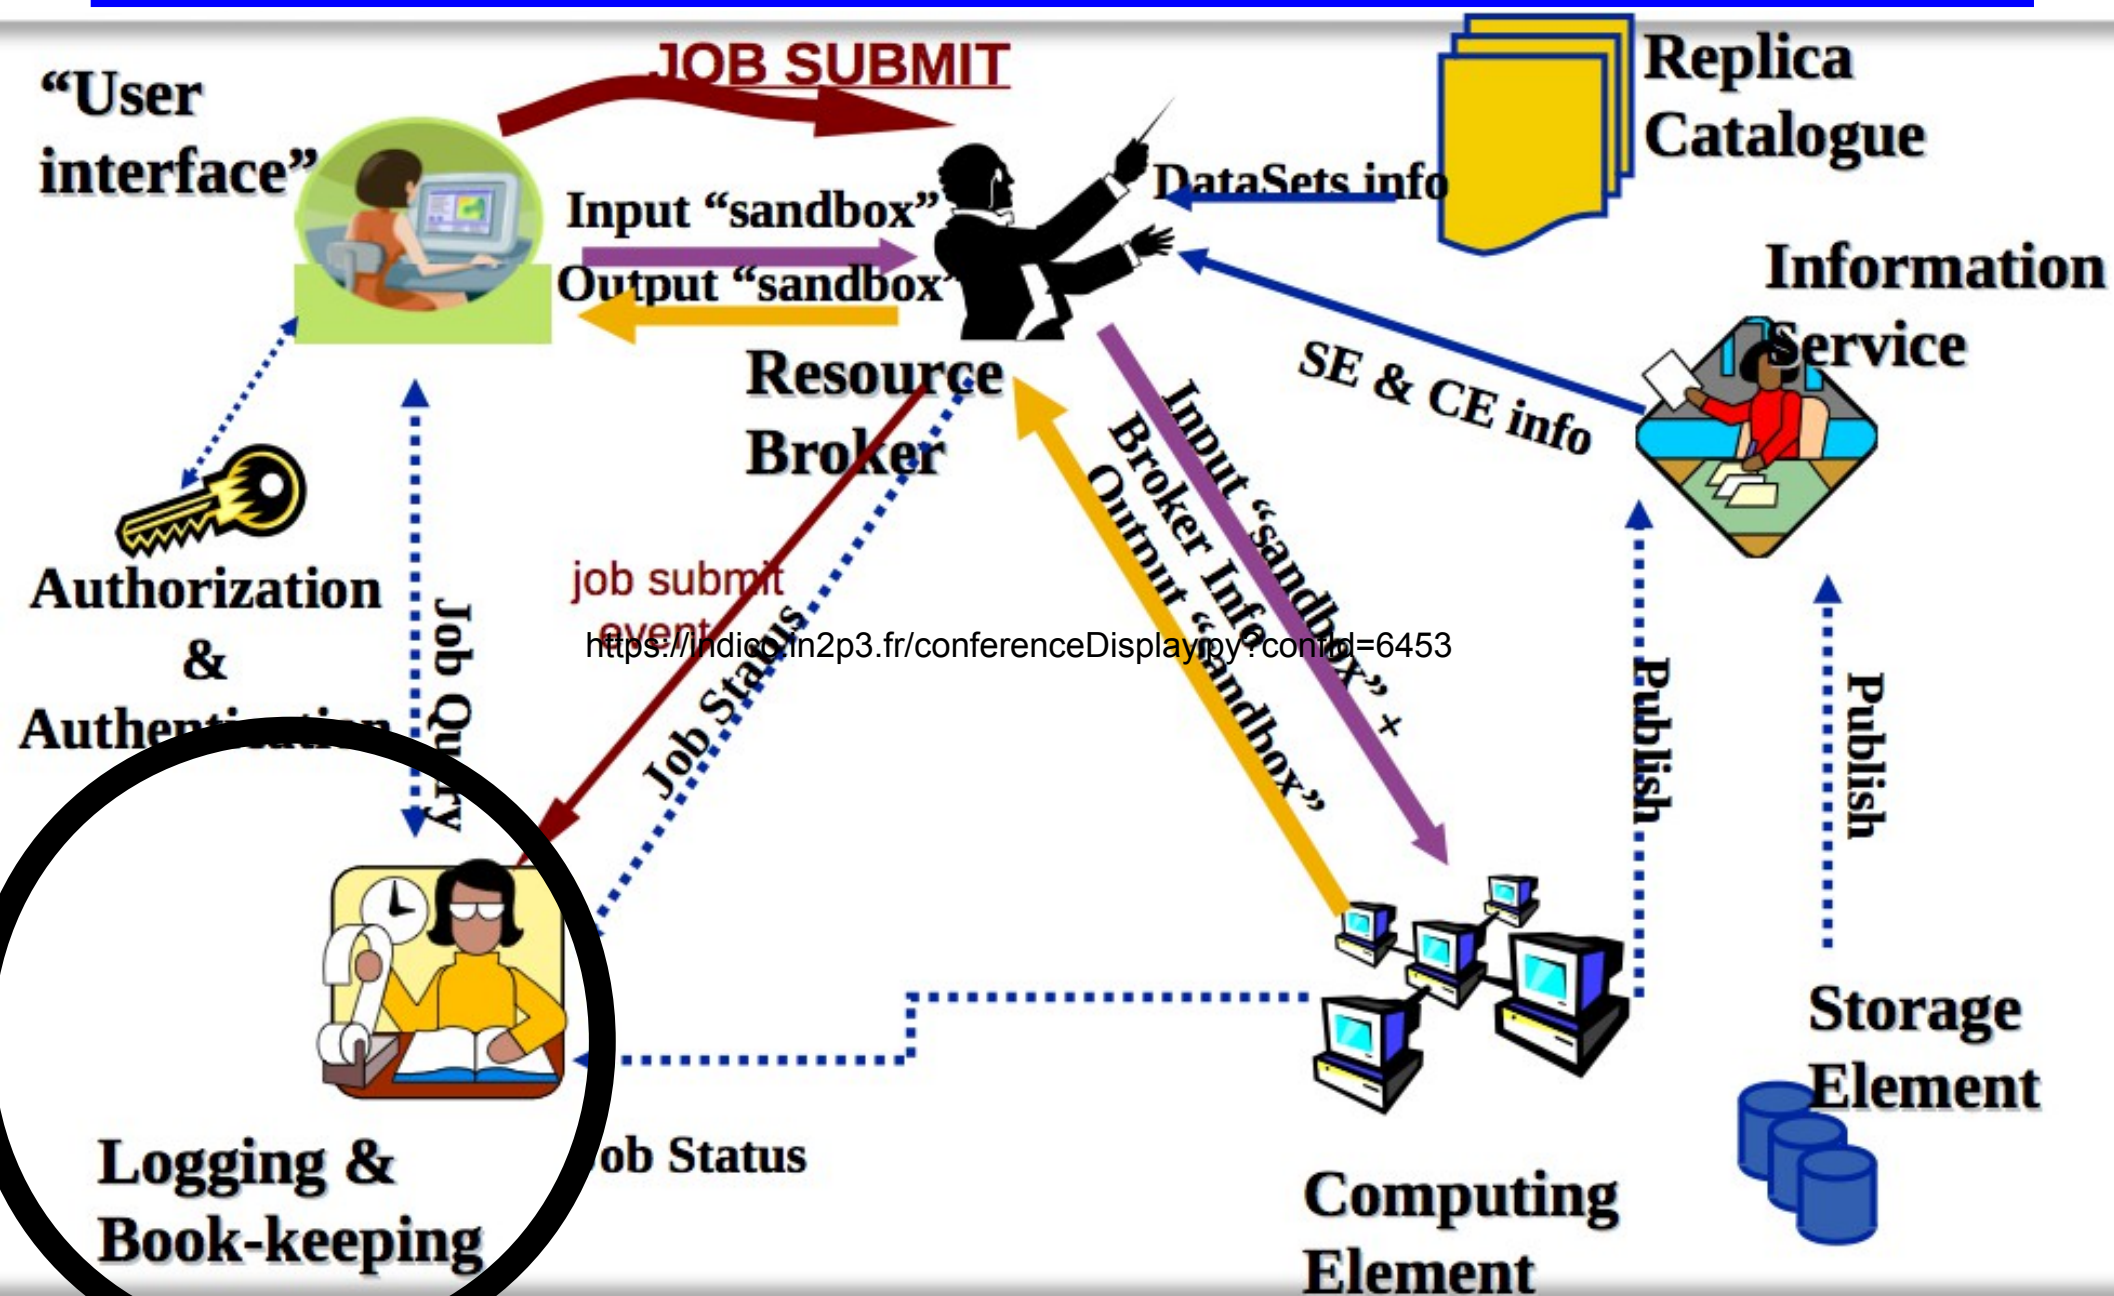 JOB SUBMIT
“User
interface”
Replica
Catalogue
DataSets info
Input “sandbox”
Output “sandbox”
Information
Service
Resource
Broker
SE & CE info
Input “sandbox” +
Broker Info
Output “sandbox”
Authorization
&
Authentication
job submit
event
https://indico.in2p3.fr/conferenceDisplay.py?confId=6453
Job Query
Job Status
Publish
Publish
Storage
Element
Logging &
Book-keeping
Job Status
Computing
Element